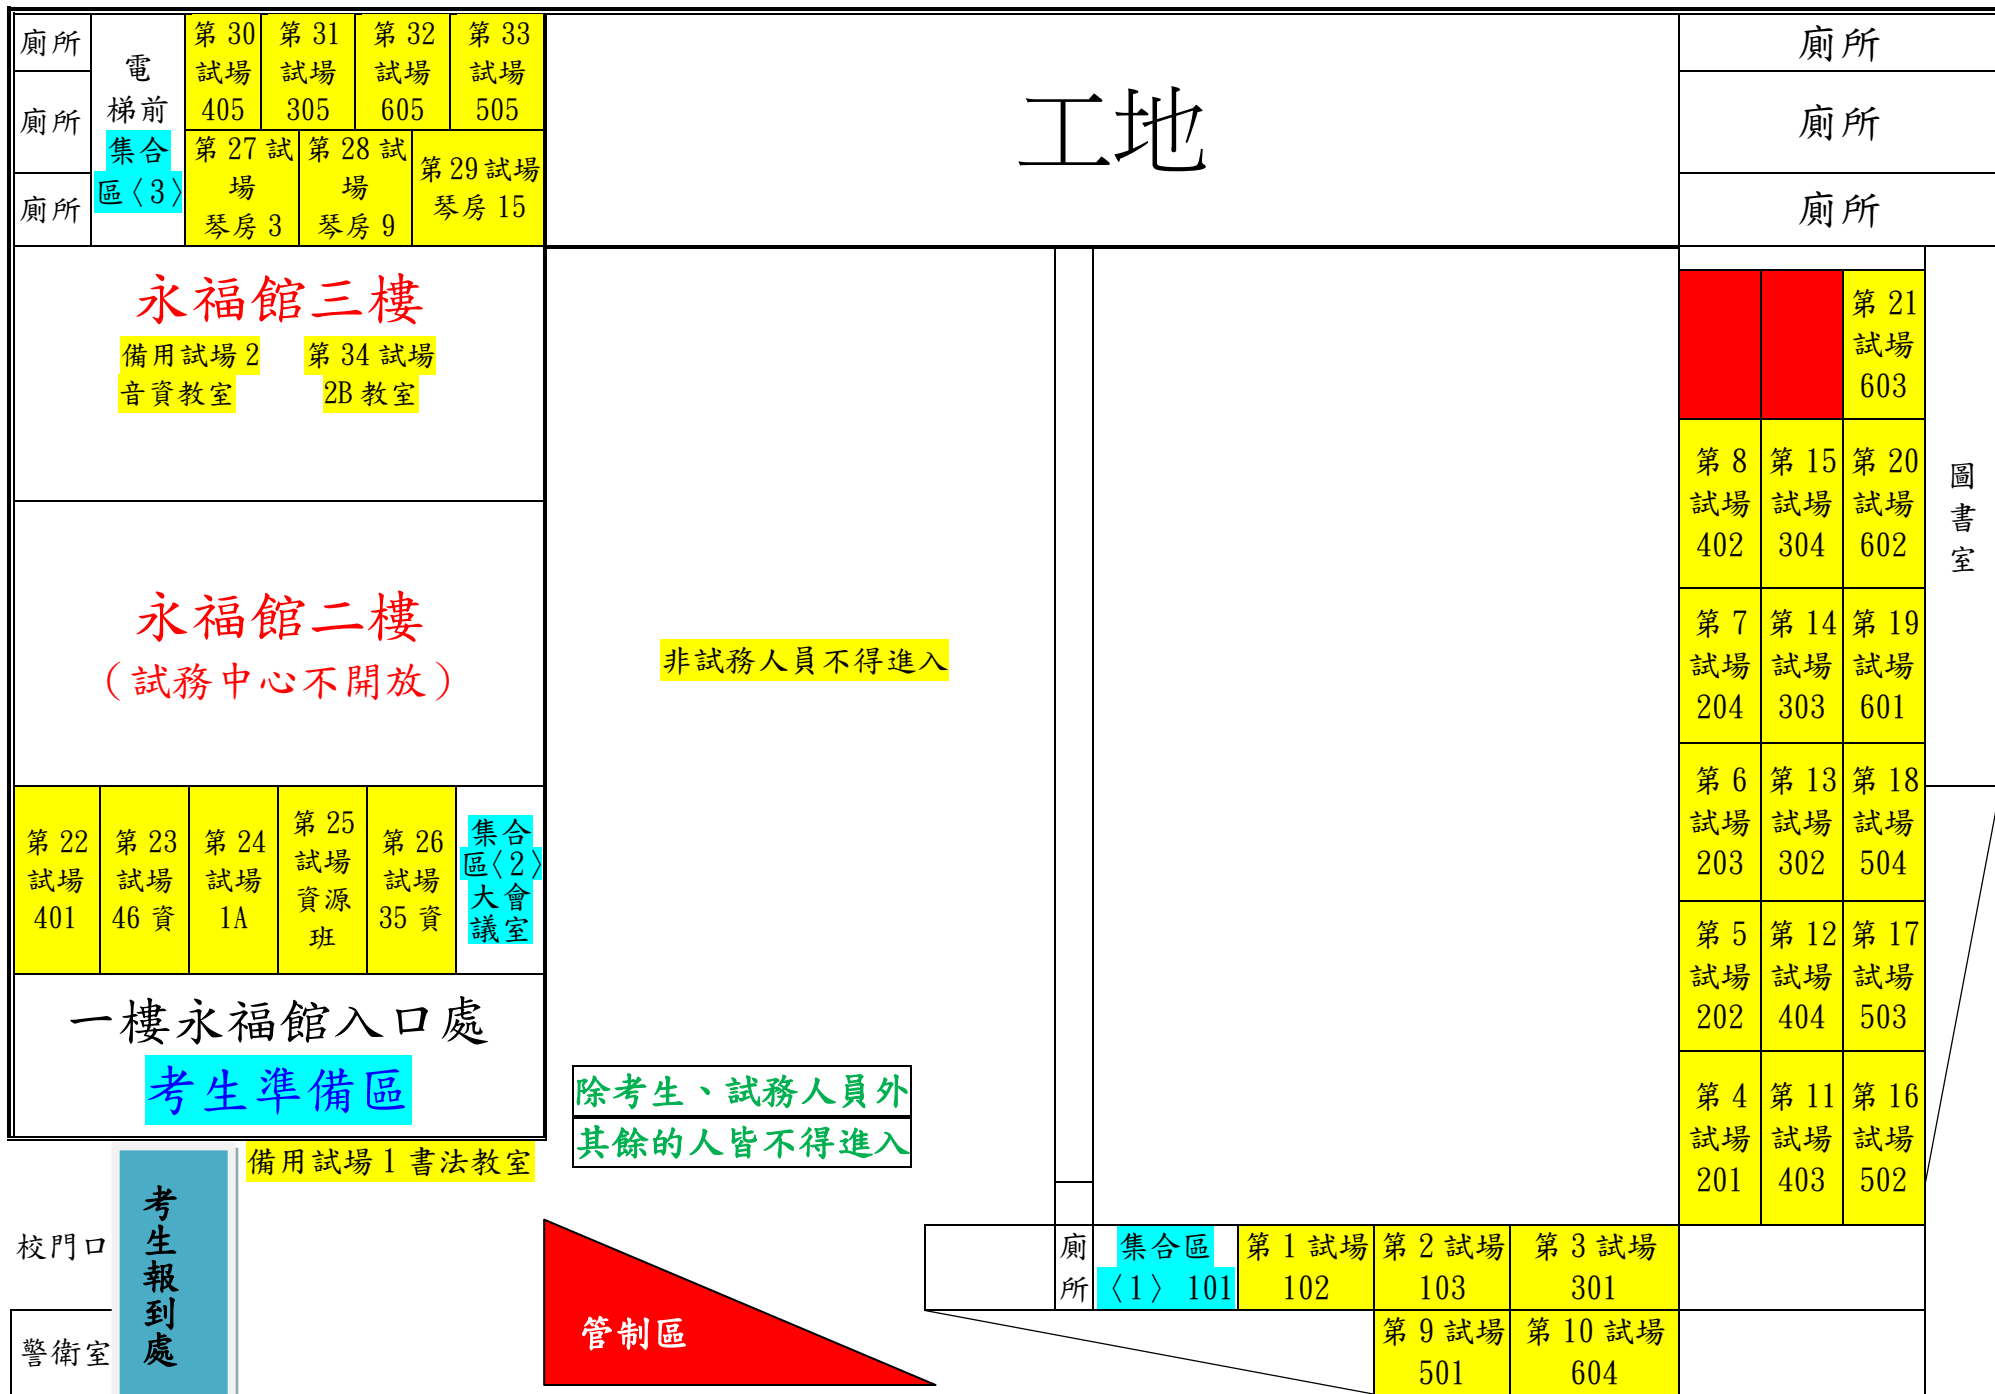 廁所
廁所
廁所
電
梯前
集合
區〈3〉
第 30
試場
405
第 31
試場
305
第 32
試場
605
第 33
試場
505
第 27 試
場
琴房 3
第 28 試
場
琴房 9
第 29 試場
琴房 15
工地
廁所
廁所
廁所
永福館三樓
備用試場 2
音資教室
第 34 試場
2B 教室
永福館二樓
（試務中心不開放）
非試務人員不得進入
第 21
試場
603
第 8
試場
402
第 15
試場
304
第 20
試場
602
第 7
試場
204
第 14
試場
303
第 19
試場
601
第 6
試場
203
第 13
試場
302
第 18
試場
504
第 5
試場
202
第 12
試場
404
第 17
試場
503
第 4
試場
201
第 11
試場
403
第 16
試場
502
圖
書
室
第 22
試場
401
第 23
試場
46 資
第 24
試場
1A
第 25
試場
資源
班
第 26
試場
35 資
集合
區〈2〉
大會
議室
一樓永福館入口處
考生準備區
除考生、試務人員外
其餘的人皆不得進入
備用試場 1 書法教室
校門口
考生報到處
警衛室
管制區
廁
所
集合區
〈1〉 101
第 1 試場
102
第 2 試場
103
第 3 試場
301
第 9 試場
501
第 10 試場
604